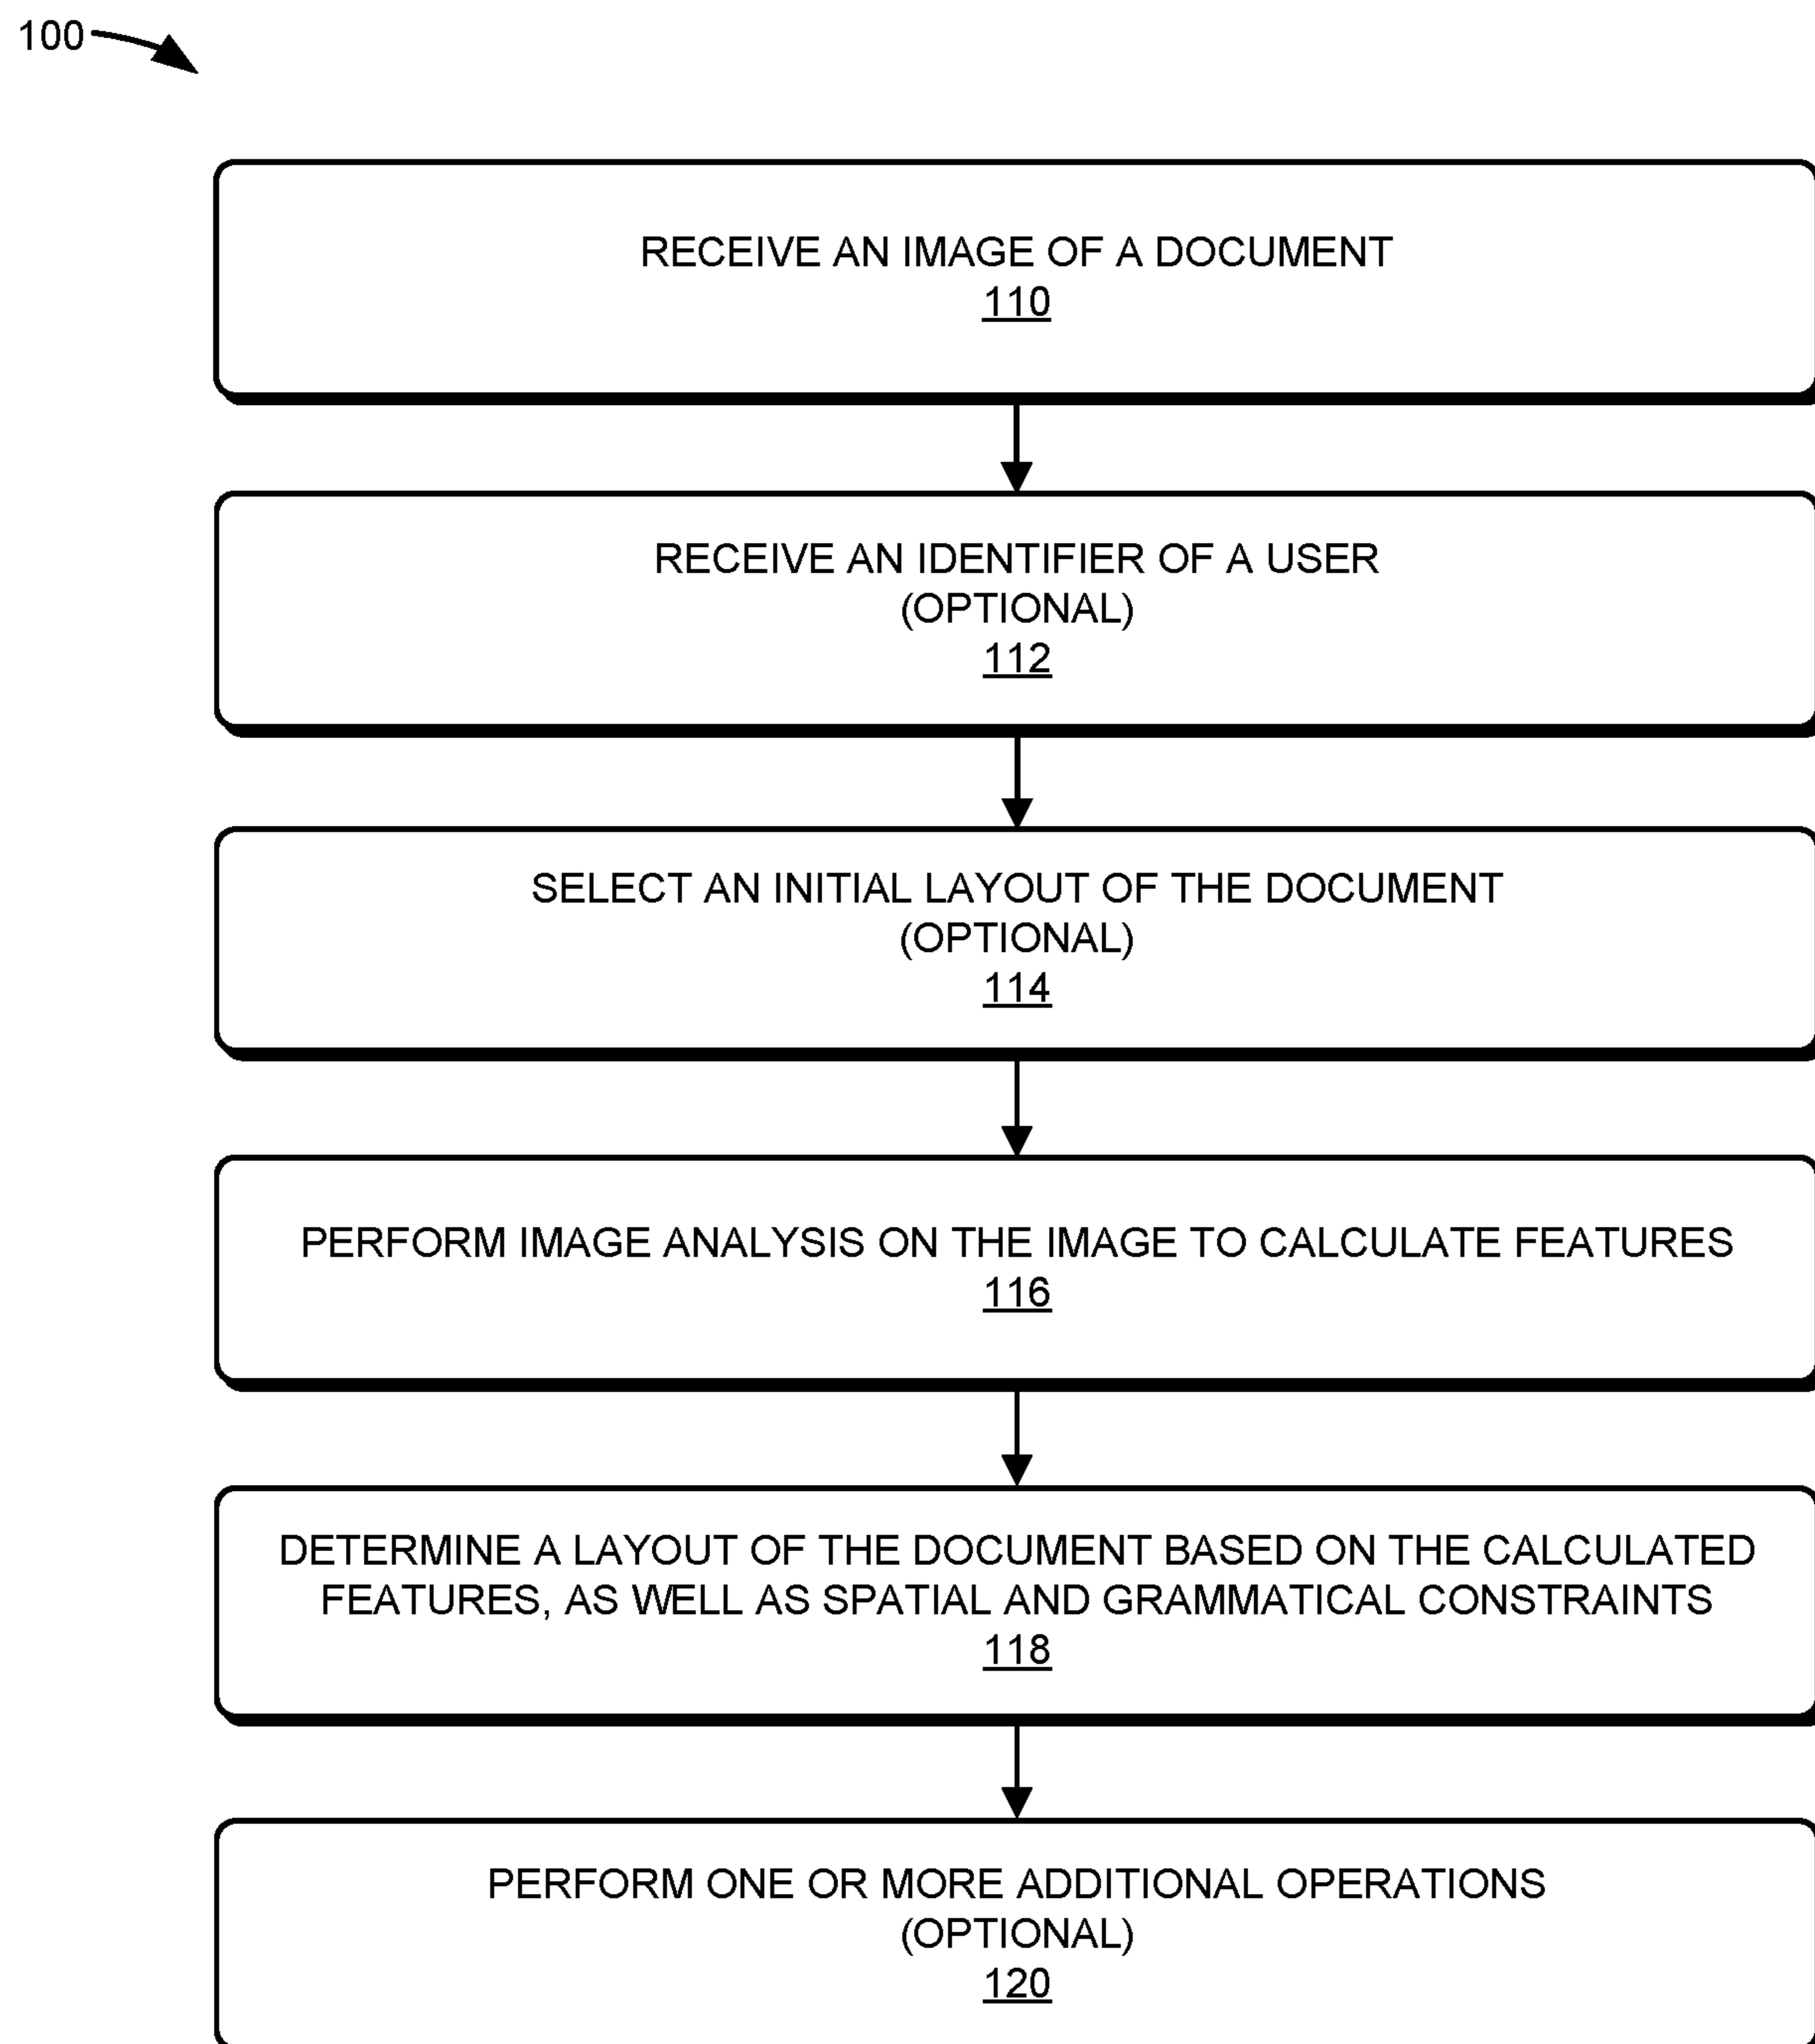 100
RECEIVE AN IMAGE OF A DOCUMENT
110
RECEIVE AN IDENTIFIER OF A USER
(OPTIONAL)
112
SELECT AN INITIAL LAYOUT OF THE DOCUMENT
(OPTIONAL)
114
PERFORM IMAGE ANALYSIS ON THE IMAGE TO CALCULATE FEATURES
116
DETERMINE A LAYOUT OF THE DOCUMENT BASED ON THE CALCULATED
FEATURES, AS WELL AS SPATIAL AND GRAMMATICAL CONSTRAINTS
118
PERFORM ONE OR MORE ADDITIONAL OPERATIONS
(OPTIONAL)
120